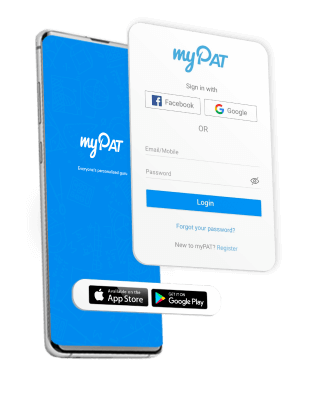 myPAT
Everyone's personalised guru
myPAT
Sign in with
Facebook
Google
OR
Email/Mobile
Password
Login
Forgot your password?
New to myPAT? Register
Available on the
App Store
GET IT ON
Google Play